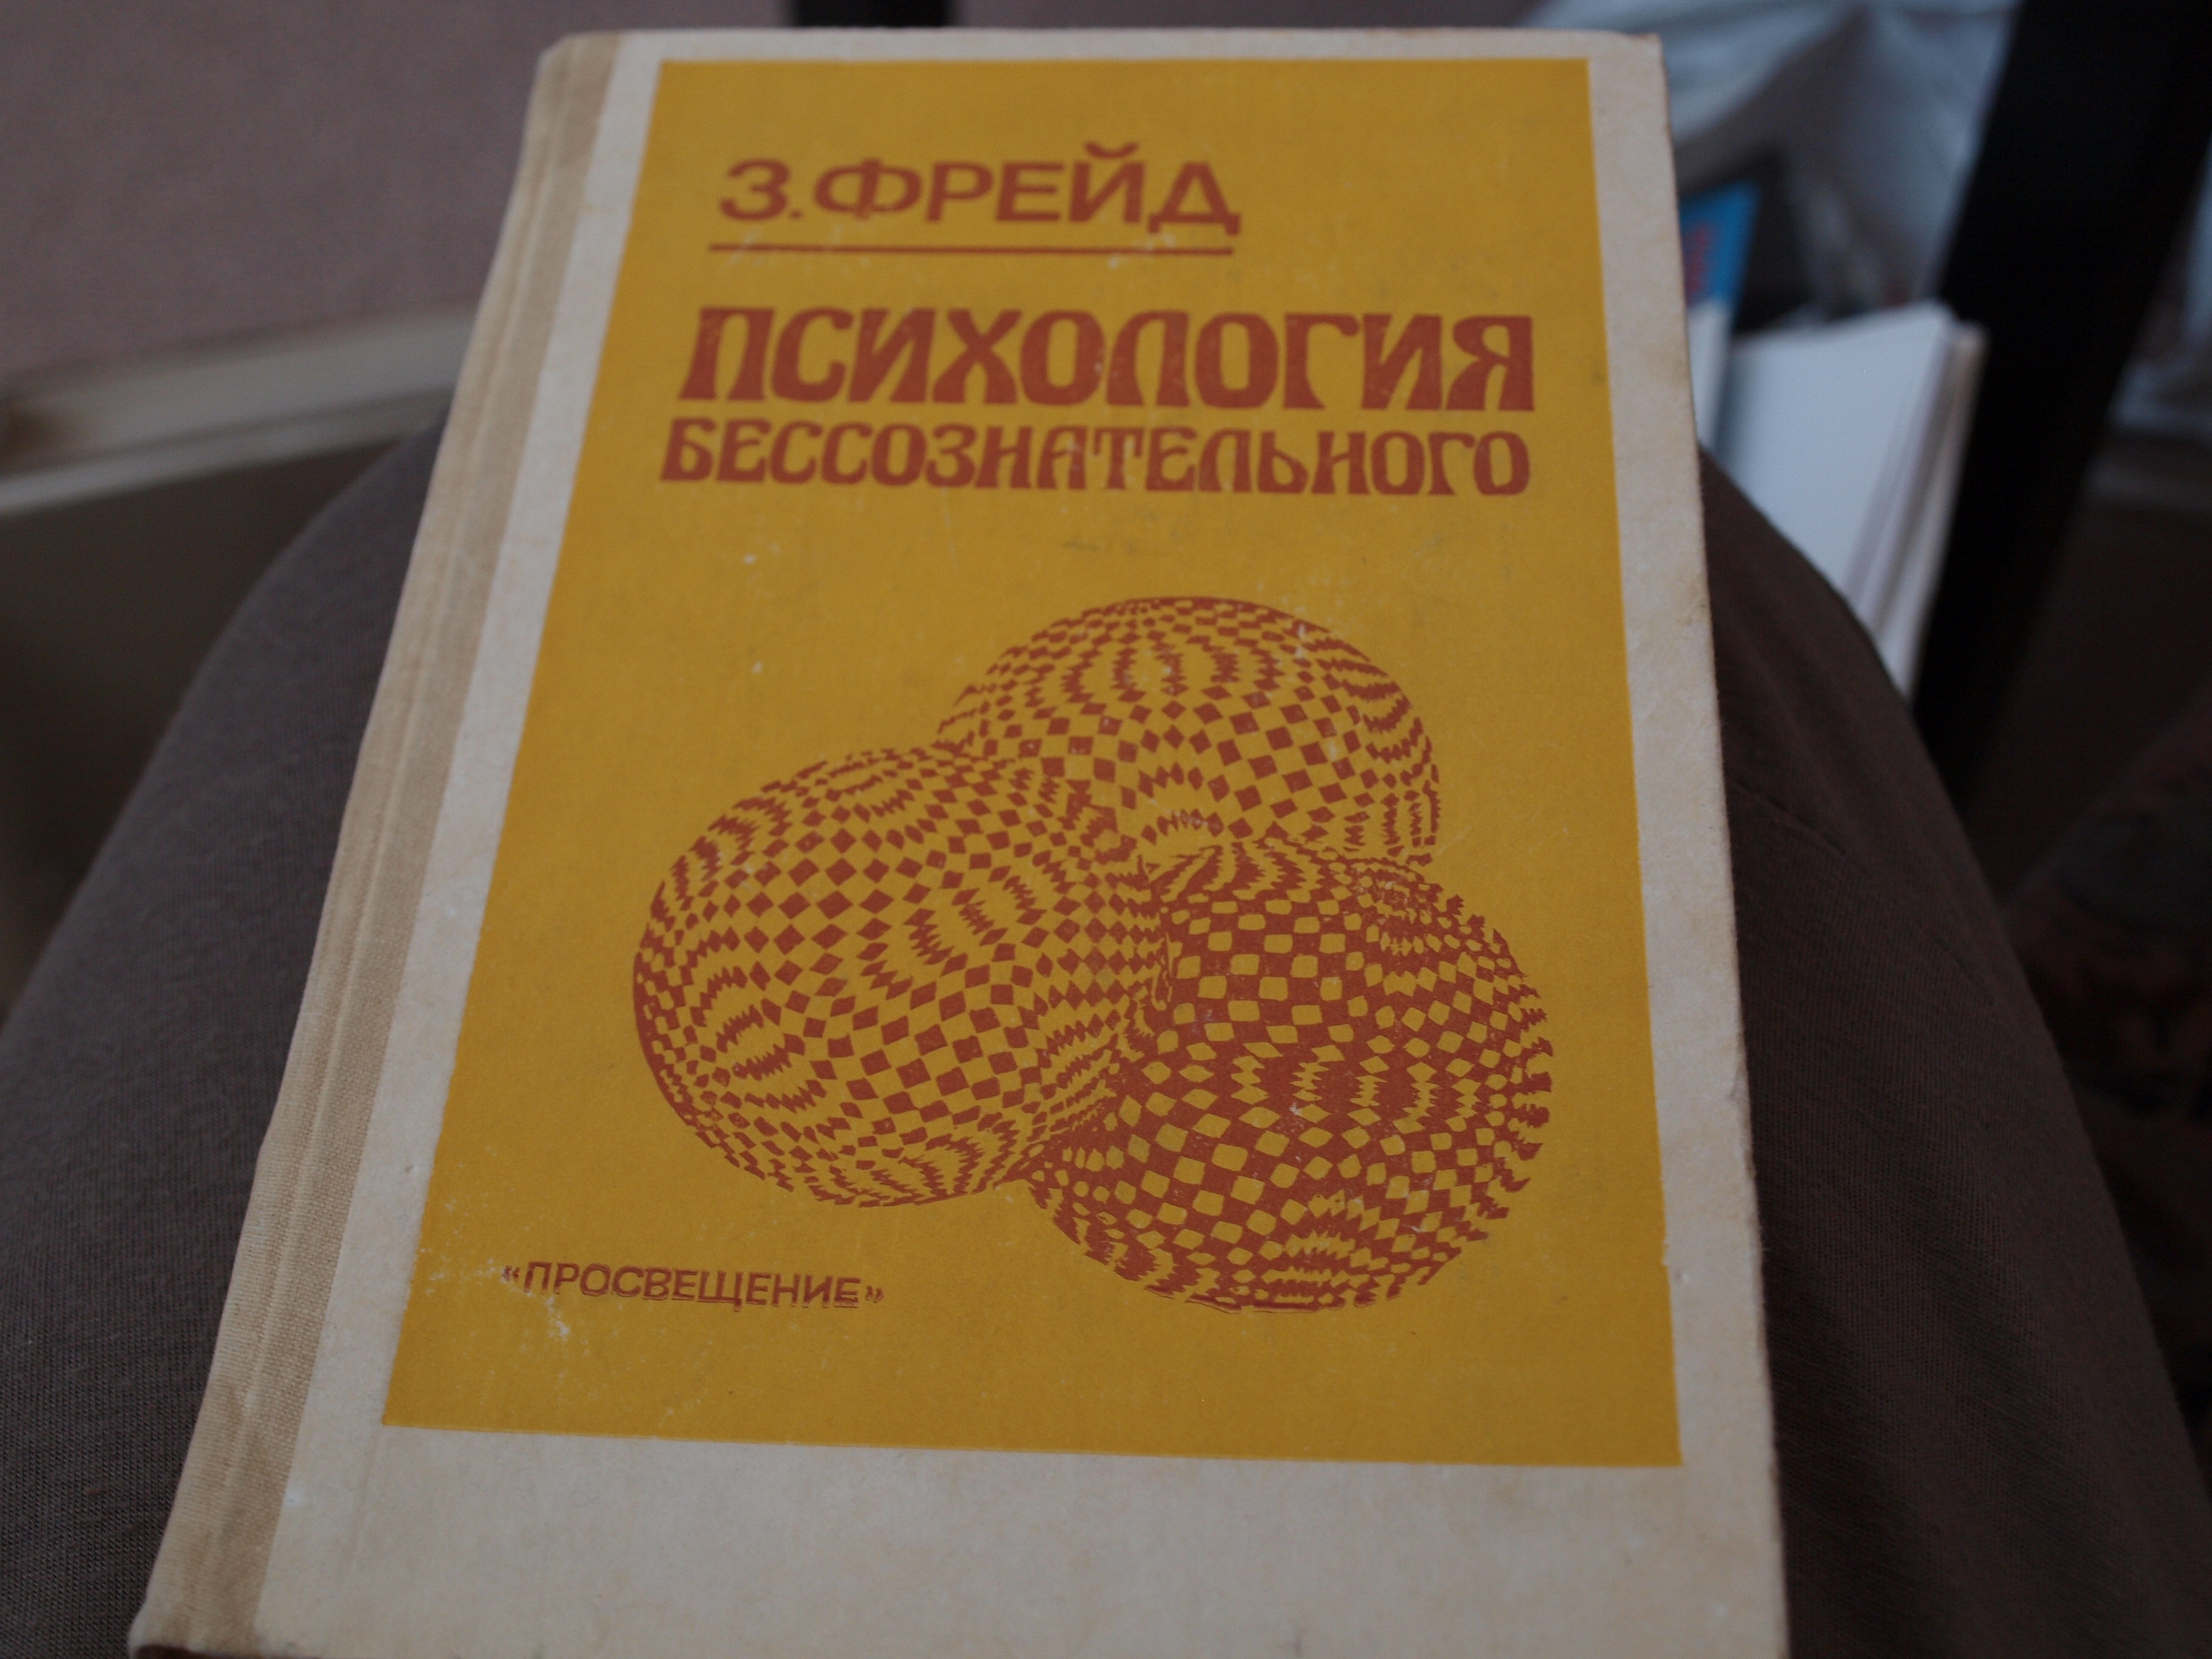 З. ФРЕЙД
ПСИХОЛОГИЯ
БЕССОЗНАТЕЛЬНОГО
«ПРОСВЕЩЕНИЕ»